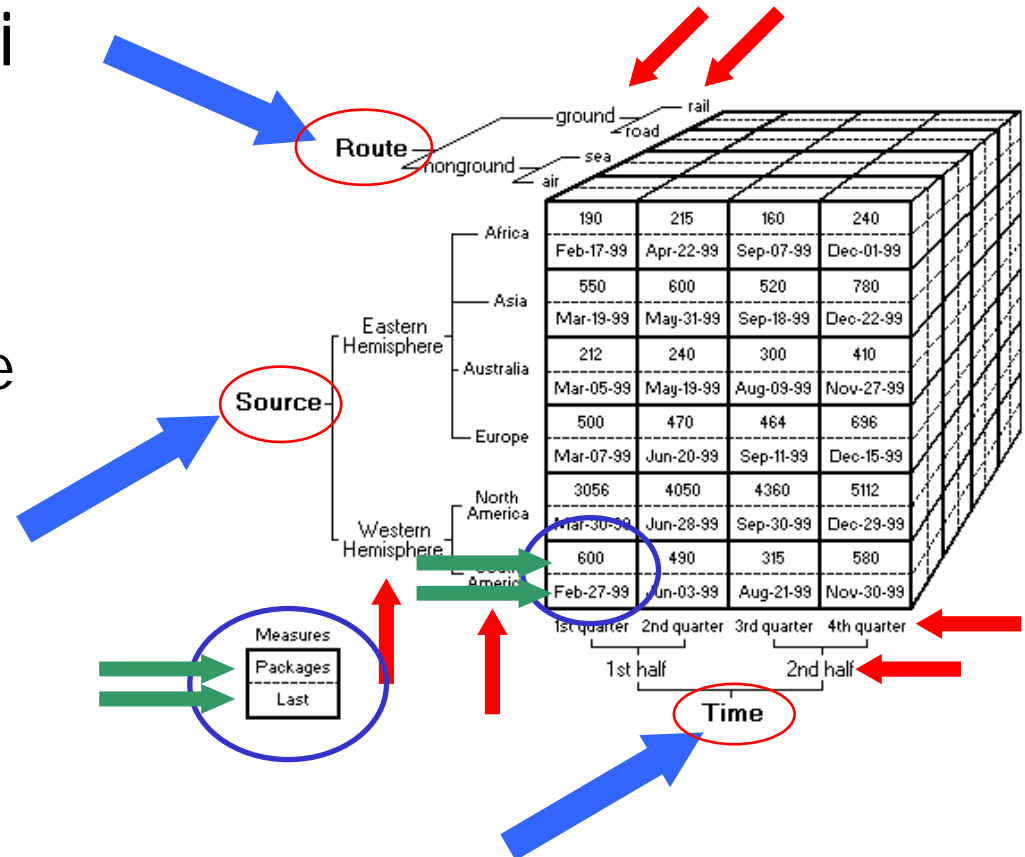 i
e
Route
ground
rail
road
nonground
sea
air
Source
Eastern
Hemisphere
Western
Hemisphere
Africa 190 215 160 240
Feb-17-99 Apr-22-99 Sep-07-99 Dec-01-99
Asia 550 600 520 780
Mar-19-99 May-31-99 Sep-18-99 Dec-22-99
Australia 212 240 300 410
Mar-05-99 May-19-99 Aug-09-99 Nov-27-99
Europe 500 470 464 696
Mar-07-99 Jun-20-99 Sep-11-99 Dec-15-99
North
America
3056 4050 4360 5112
Mar-30-99 Jun-28-99 Sep-30-99 Dec-29-99
600 490 315 580
Feb-27-99 Jun-03-99 Aug-21-99 Nov-30-99
1st quarter 2nd quarter 3rd quarter 4th quarter
1st half 2nd half
Time
Measures
Packages
Last